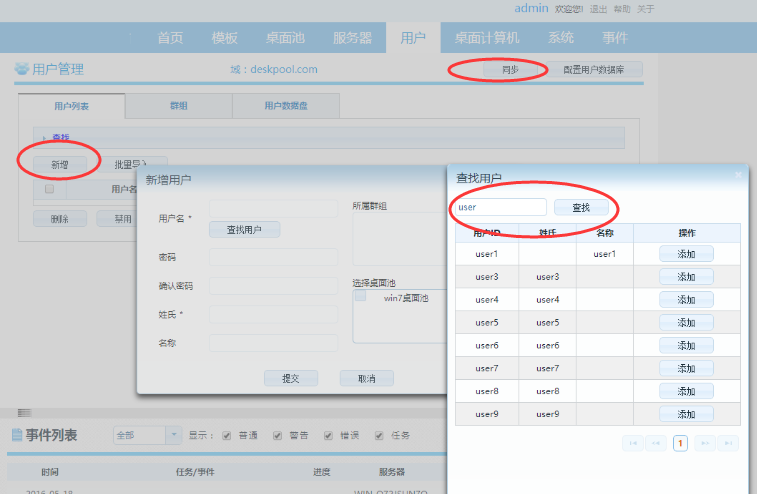 admin 欢迎您! 退出 帮助 关于
首页 模板 桌面池 服务器 用户 桌面计算机 系统 事件
用户管理 域：deskpool.com 同步 配置用户数据库
用户列表 群组 用户数据盘
查找
新增 批量导入
用户名
删除 禁用
新增用户
用户名 * 查找用户
密码
确认密码
姓氏 *
名称
所属群组
选择桌面池
win7桌面池
提交 取消
查找用户
user 查找
用户ID 姓氏 名称 操作
user1 user1 添加
user3 user3 添加
user4 user4 添加
user5 user5 添加
user6 user6 添加
user7 user7 添加
user8 user8 添加
user9 user9 添加
1
事件列表 全部 显示： 普通 警告 错误 任务
时间 任务/事件 进度 服务器